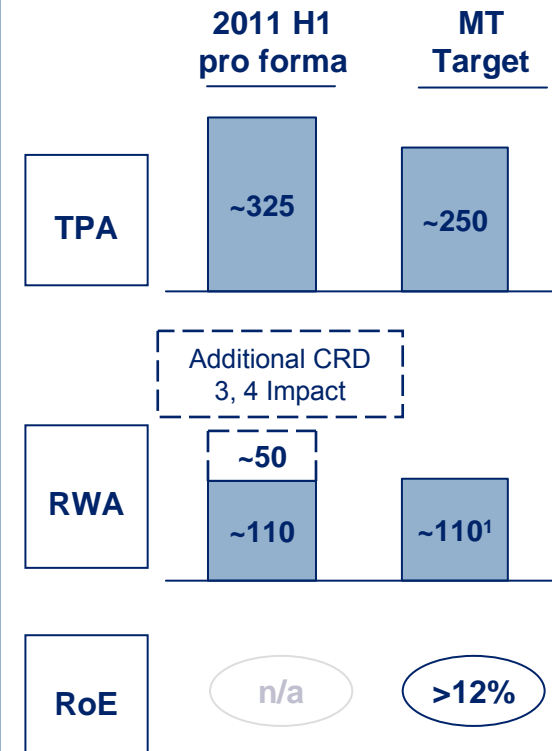 2011 H1
pro forma
MT
Target
TPA
~325
~250
Additional CRD
3, 4 Impact
RWA
~50
~110
~110¹
RoE
n/a
>12%